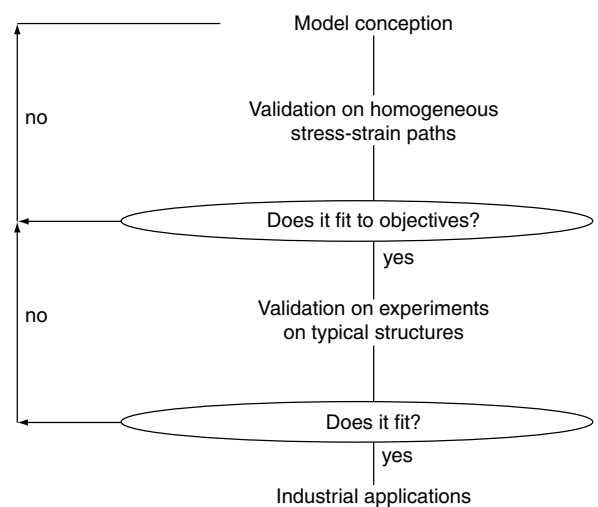 Model conception
no
Validation on homogeneous
stress-strain paths
Does it fit to objectives?
yes
no
Validation on experiments
on typical structures
Does it fit?
yes
Industrial applications